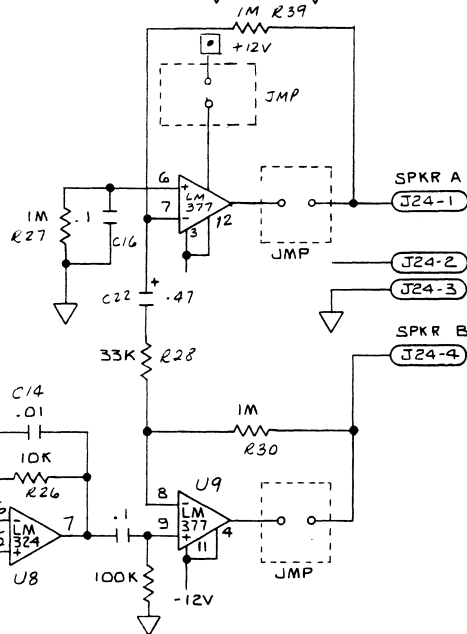 1M R39
+12V
JMP
6
+
LM
377
7
-
12
3
1M
R27
.1
C16
JMP
SPKR A
J24-1
J24-2
J24-3
C22
+
.47
33K R28
SPKR B
J24-4
C14
.01
1M
R30
10K
R26
U9
8
-
LM
377
9
+
4
11
JMP
-
LM
324
+
7
U8
.1
100K
-12V